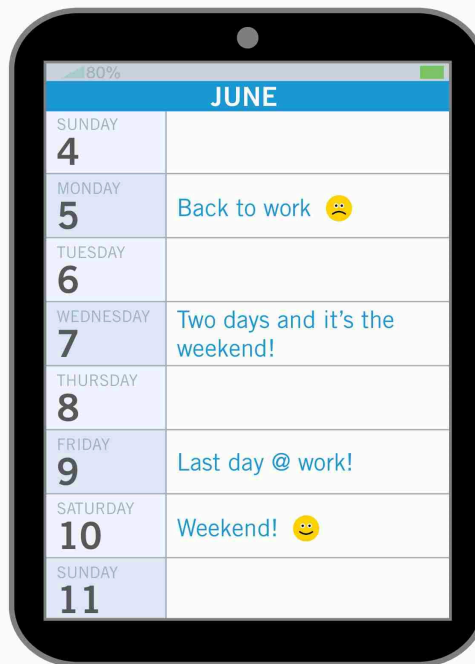 80%
JUNE
SUNDAY
4
MONDAY
5
Back to work
TUESDAY
6
WEDNESDAY
7
Two days and it's the
weekend!
THURSDAY
8
FRIDAY
9
Last day @ work!
SATURDAY
10
Weekend!
SUNDAY
11